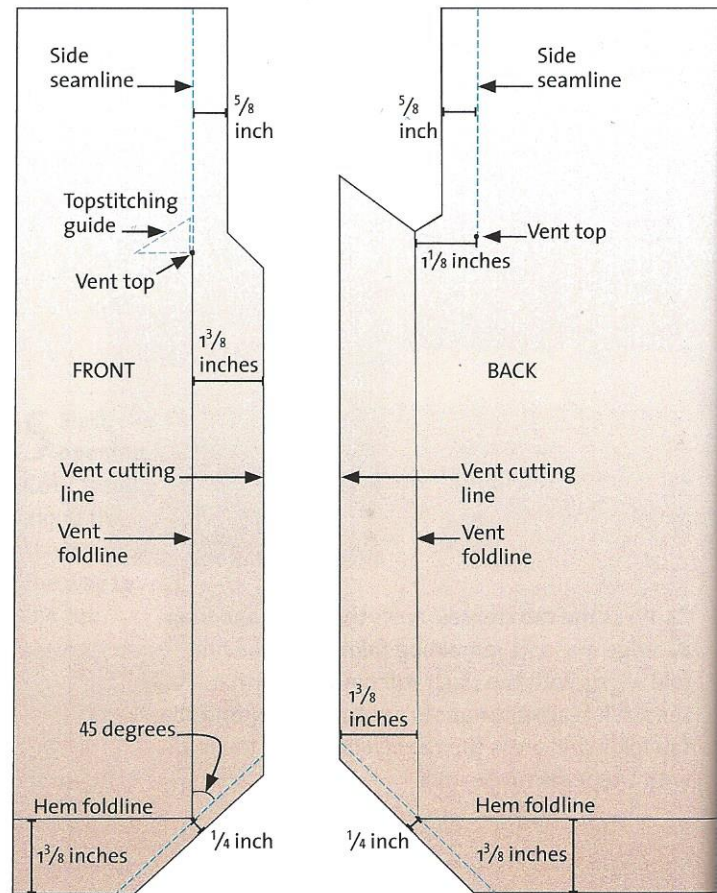 Side
seamline
5/8
inch
Topstitching
guide
Vent top
1 3/8
inches
FRONT
Vent cutting
line
Vent
foldline
45 degrees
Hem foldline
1 3/8 inches
1/4 inch
Side
seamline
5/8
inch
Vent top
1 1/8 inches
BACK
Vent cutting
line
Vent
foldline
1 3/8
inches
Hem foldline
1/4 inch
1 3/8 inches